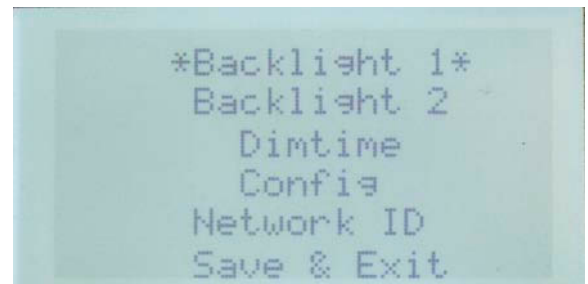 *Backlight 1*
Backlight 2
Dimtime
Config
Network ID
Save & Exit